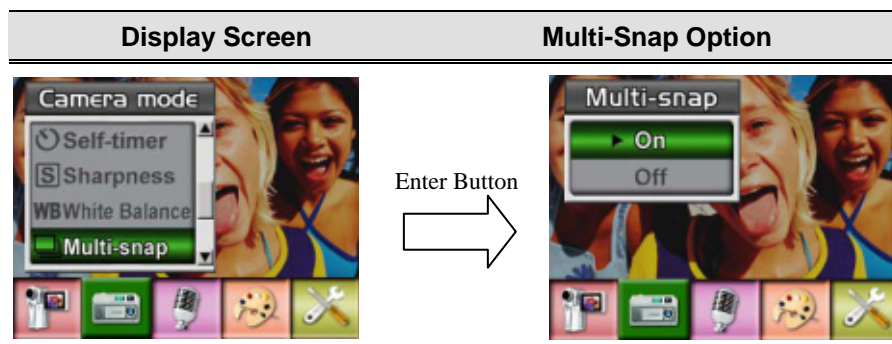 Display Screen Multi-Snap Option
Camera mode
Self-timer
S Sharpness
WB White Balance
Multi-snap
Enter Button
Multi-snap
On
Off